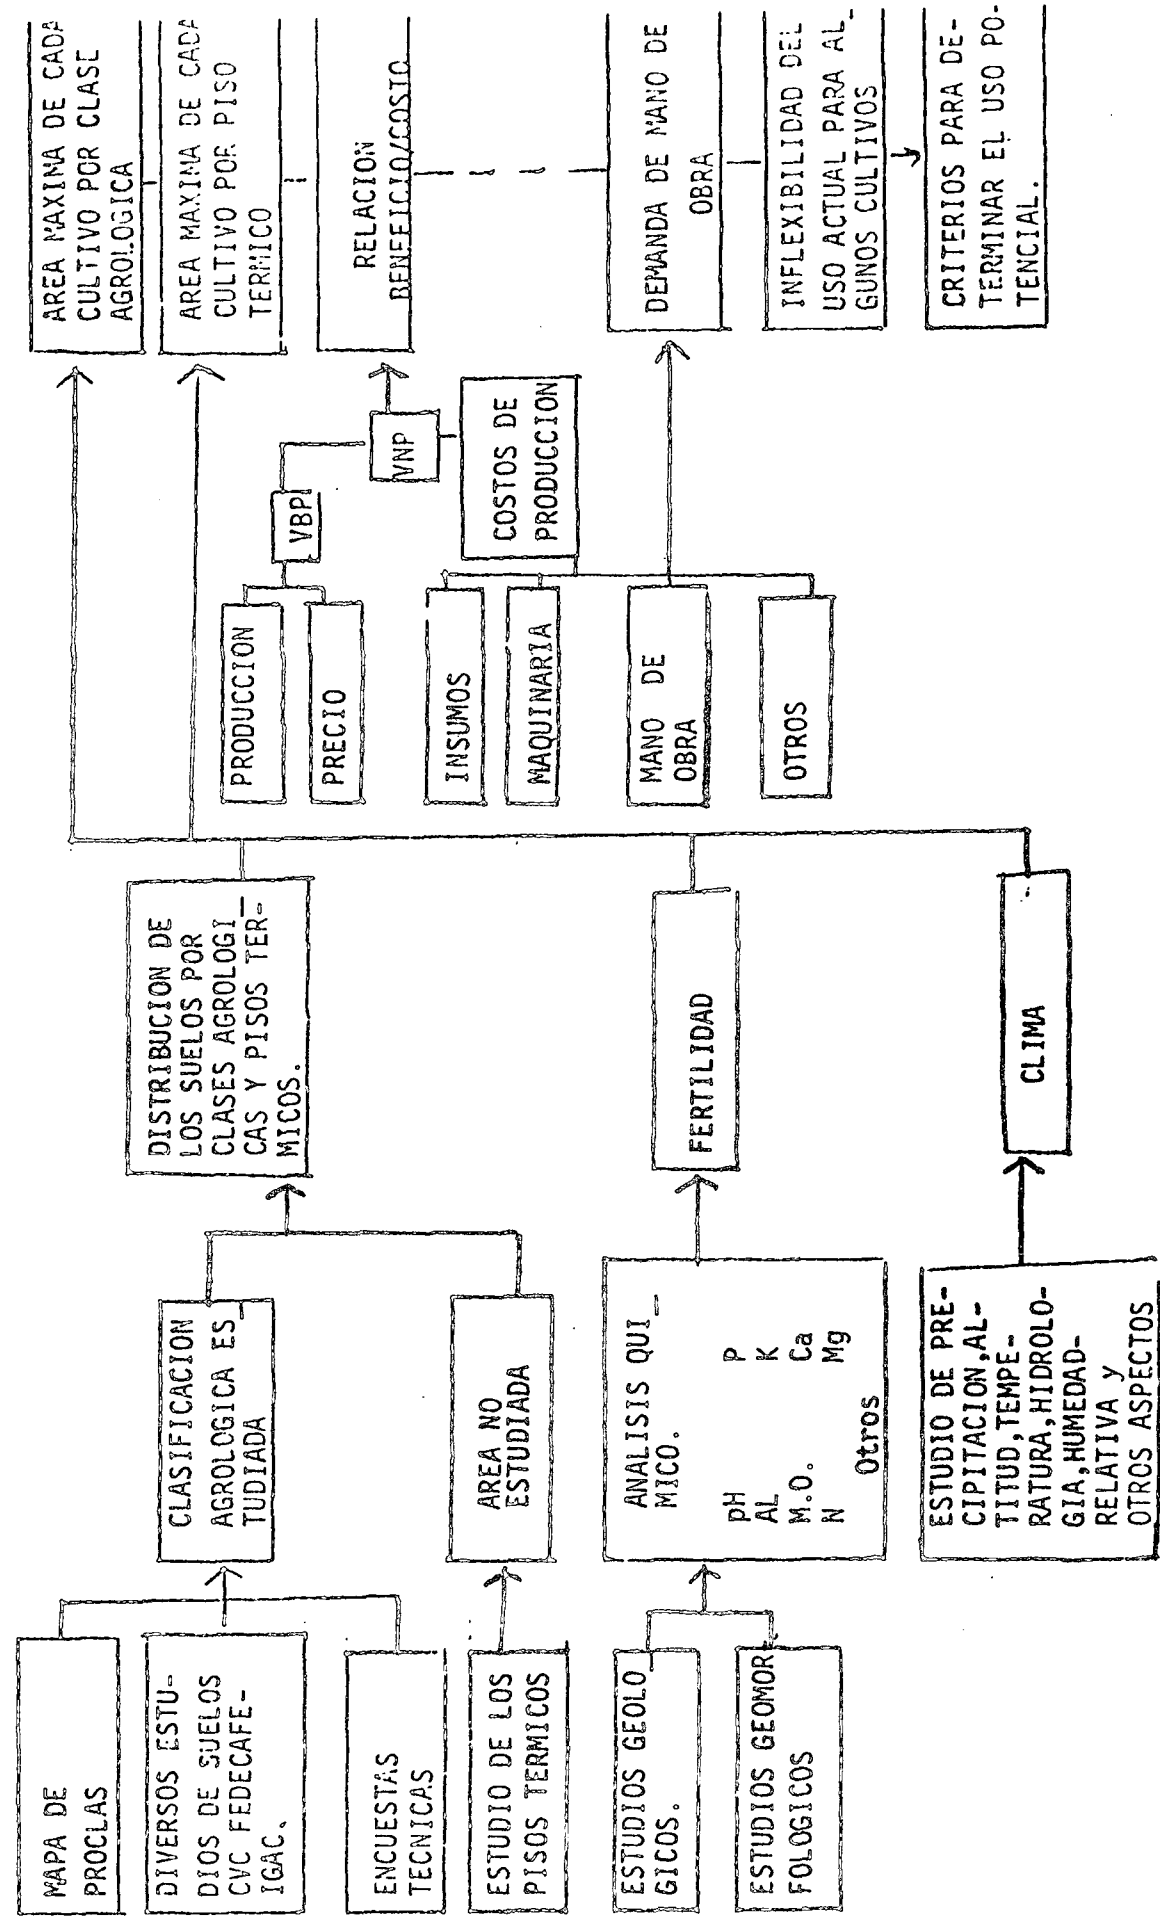 MAPA DE
PROCLAS
DIVERSOS ESTU-
DIOS DE SUELOS
CVC FEDECAFE-
IGAC.
ENCUESTAS
TECNICAS
ESTUDIO DE LOS
PISOS TERMICOS
ESTUDIOS GEOLO_
GICOS.
ESTUDIOS GEOMOR
FOLOGICOS
CLASIFICACION
AGROLOGICA ES_
TUDIADA
AREA NO
ESTUDIADA
ANALISIS QUI_
MICO.
pH P
AL K
M.O. Ca
N Mg
Otros
ESTUDIO DE PRE-
CIPITACION,AL-
TITUD,TEMPE-
RATURA,HIDROLO-
GIA,HUMEDAD-
RELATIVA y
OTROS ASPECTOS
DISTRIBUCION DE
LOS SUELOS POR
CLASES AGROLOGI_
CAS Y PISOS TER-
MICOS.
FERTILIDAD
CLIMA
PRODUCCION
PRECIO
INSUMOS
MAQUINARIA
MANO DE
OBRA
OTROS
VBP
VNP
COSTOS DE
PRODUCCION
AREA MAXIMA DE CADA
CULTIVO POR CLASE
AGROLOGICA
AREA MAXIMA DE CADA
CULTIVO POR PISO
TERMICO
RELACION
BENEFICIO/COSTO
DEMANDA DE MANO DE
OBRA
INFLEXIBILIDAD DEL
USO ACTUAL PARA AL_
GUNOS CULTIVOS
CRITERIOS PARA DE-
TERMINAR EL USO PO-
TENCIAL.